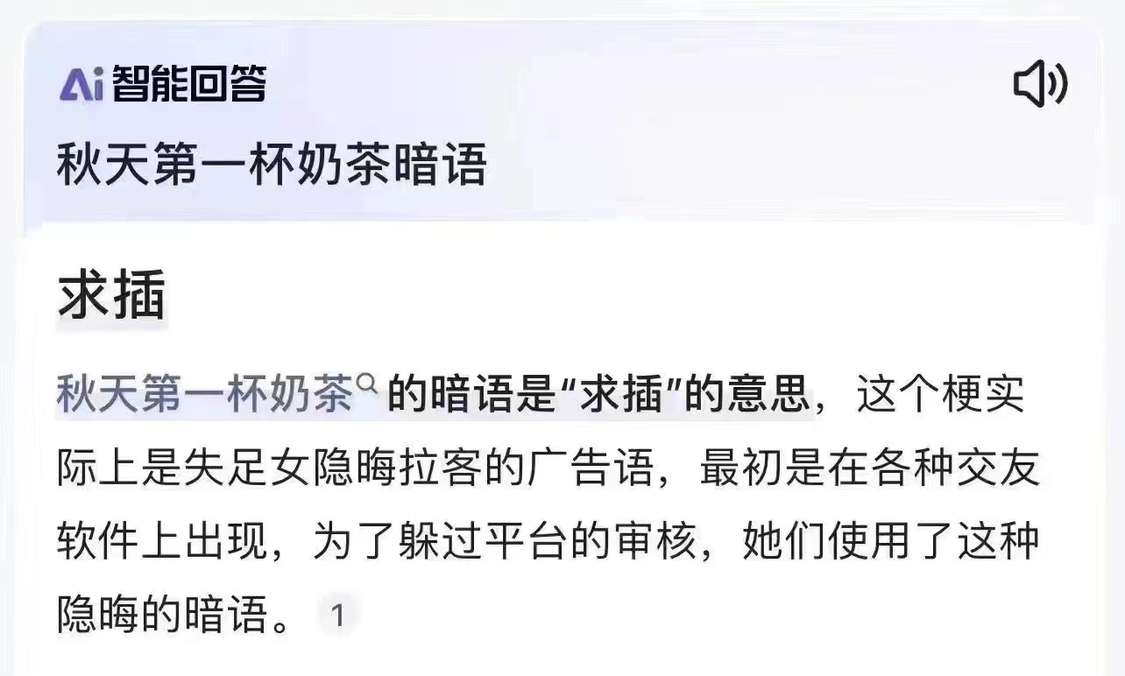 Ai智能回答
秋天第一杯奶茶暗语
求插
秋天第一杯奶茶的暗语是“求插”的意思，这个梗实
际上是失足女隐晦拉客的广告语，最初是在各种交友
软件上出现，为了躲过平台的审核，她们使用了这种
隐晦的暗语。 1